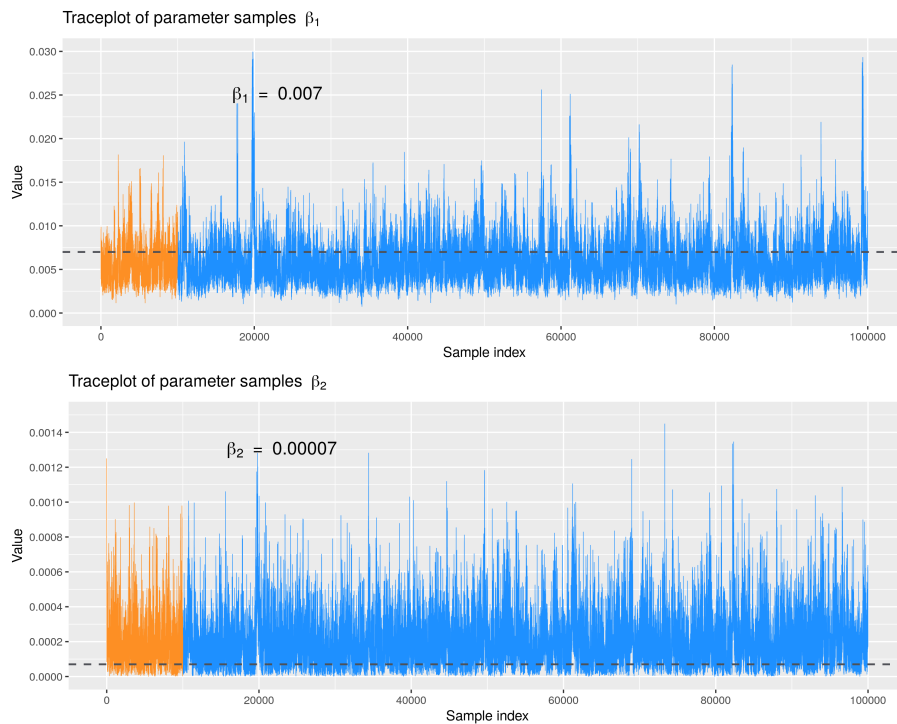 Traceplot of parameter samples β₁
0.030
0.025
0.020
0.015
0.010
0.005
0.000
Value
β₁ = 0.007
0 20000 40000 60000 80000 100000
Sample index
Traceplot of parameter samples β₂
0.0014
0.0012
0.0010
0.0008
0.0006
0.0004
0.0002
0.0000
Value
β₂ = 0.00007
0 20000 40000 60000 80000 100000
Sample index